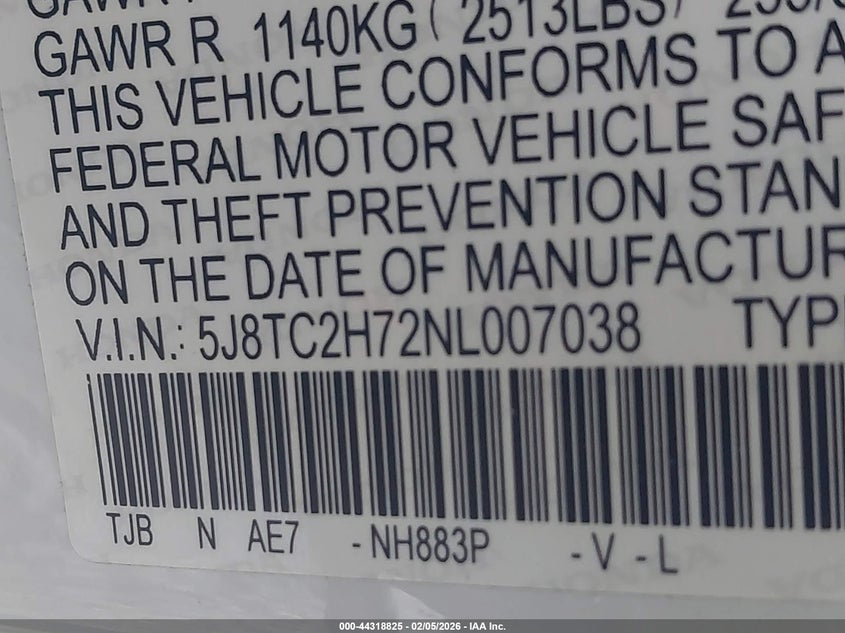 GAWR R 1140KG ( 2513LBS)
THIS VEHICLE CONFORMS TO A
FEDERAL MOTOR VEHICLE SAF
AND THEFT PREVENTION STAN
ON THE DATE OF MANUFACTUR
V.I.N.: 5J8TC2H72NL007038 TYP
TJB N AE7 -NH883P -V -L
000-44318825 - 02/05/2026 - IAA Inc.